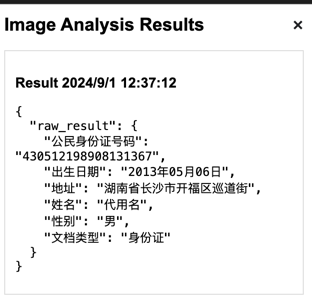 Image Analysis Results ×
Result 2024/9/1 12:37:12
{
"raw_result": {
"公民身份证号码":
"430512198908131367",
"出生日期": "2013年05月06日",
"地址": "湖南省长沙市开福区巡道街",
"姓名": "代用名",
"性别": "男",
"文档类型": "身份证"
}
}